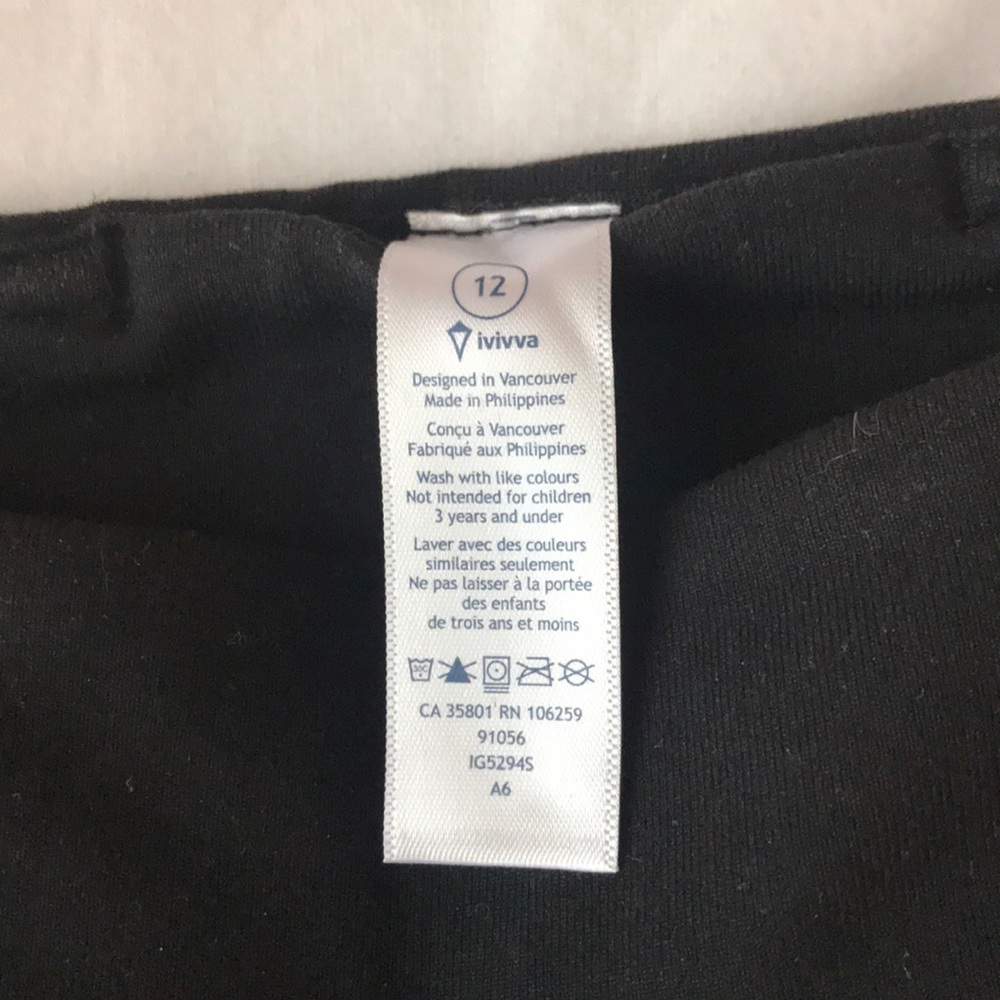 12
ivivva
Designed in Vancouver
Made in Philippines
Conçu à Vancouver
Fabriqué aux Philippines
Wash with like colours
Not intended for children
3 years and under
Laver avec des couleurs
similaires seulement
Ne pas laisser à la portée
des enfants
de trois ans et moins
30C
CA 35801 RN 106259
91056
IG5294S
A6